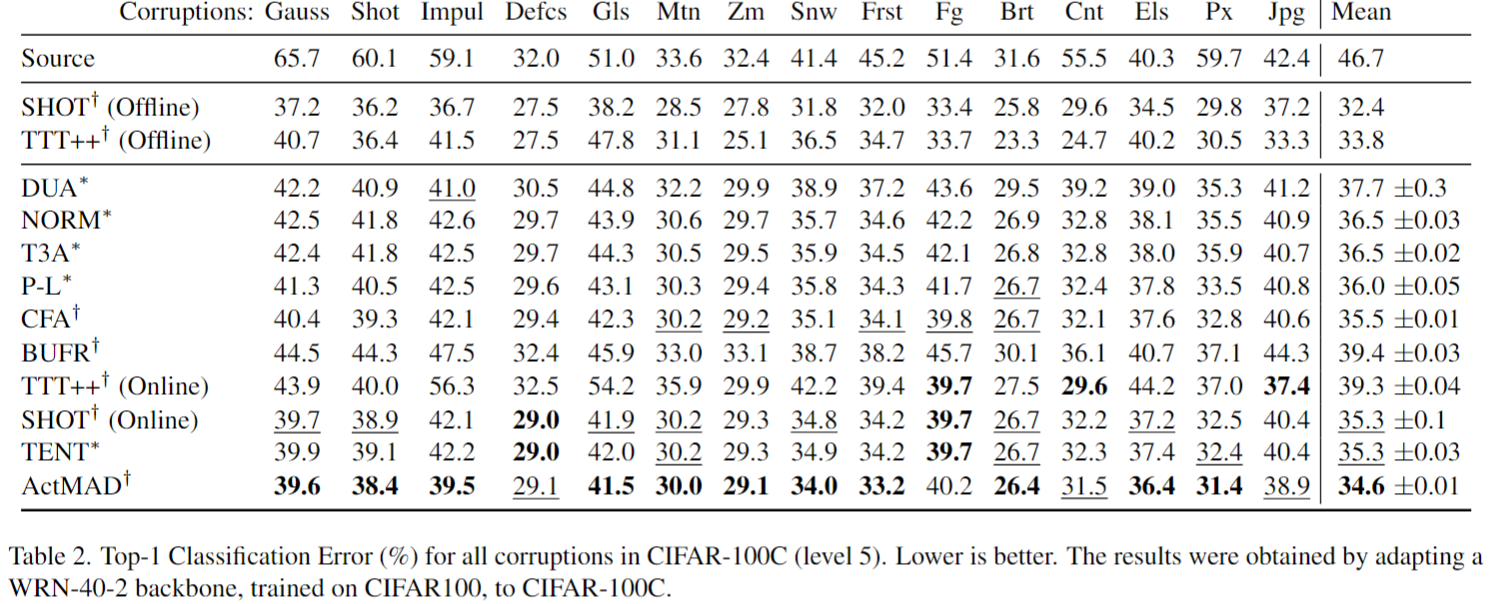 Corruptions: Gauss Shot Impul Defcs Gls Mtn Zm Snw Frst Fg Brt Cnt Els Px Jpg Mean
Source 65.7 60.1 59.1 32.0 51.0 33.6 32.4 41.4 45.2 51.4 31.6 55.5 40.3 59.7 42.4 46.7
SHOT† (Offline) 37.2 36.2 36.7 27.5 38.2 28.5 27.8 31.8 32.0 33.4 25.8 29.6 34.5 29.8 37.2 32.4
TTT++† (Offline) 40.7 36.4 41.5 27.5 47.8 31.1 25.1 36.5 34.7 33.7 23.3 24.7 40.2 30.5 33.3 33.8
DUA* 42.2 40.9 41.0 30.5 44.8 32.2 29.9 38.9 37.2 43.6 29.5 39.2 39.0 35.3 41.2 37.7 ±0.3
NORM* 42.5 41.8 42.6 29.7 43.9 30.6 29.7 35.7 34.6 42.2 26.9 32.8 38.1 35.5 40.9 36.5 ±0.03
T3A* 42.4 41.8 42.5 29.7 44.3 30.5 29.5 35.9 34.5 42.1 26.8 32.8 38.0 35.9 40.7 36.5 ±0.02
P-L* 41.3 40.5 42.5 29.6 43.1 30.3 29.4 35.8 34.3 41.7 26.7 32.4 37.8 33.5 40.8 36.0 ±0.05
CFA† 40.4 39.3 42.1 29.4 42.3 30.2 29.2 35.1 34.1 39.8 26.7 32.1 37.6 32.8 40.6 35.5 ±0.01
BUFR† 44.5 44.3 47.5 32.4 45.9 33.0 33.1 38.7 38.2 45.7 30.1 36.1 40.7 37.1 44.3 39.4 ±0.03
TTT++† (Online) 43.9 40.0 56.3 32.5 54.2 35.9 29.9 42.2 39.4 39.7 27.5 29.6 44.2 37.0 37.4 39.3 ±0.04
SHOT† (Online) 39.7 38.9 42.1 29.0 41.9 30.2 29.3 34.8 34.2 39.7 26.7 32.2 37.2 32.5 40.4 35.3 ±0.1
TENT* 39.9 39.1 42.2 29.0 42.0 30.2 29.3 34.9 34.2 39.7 26.7 32.3 37.4 32.4 40.4 35.3 ±0.03
ActMAD† 39.6 38.4 39.5 29.1 41.5 30.0 29.1 34.0 33.2 40.2 26.4 31.5 36.4 31.4 38.9 34.6 ±0.01
Table 2. Top-1 Classification Error (%) for all corruptions in CIFAR-100C (level 5). Lower is better. The results were obtained by adapting a
WRN-40-2 backbone, trained on CIFAR100, to CIFAR-100C.